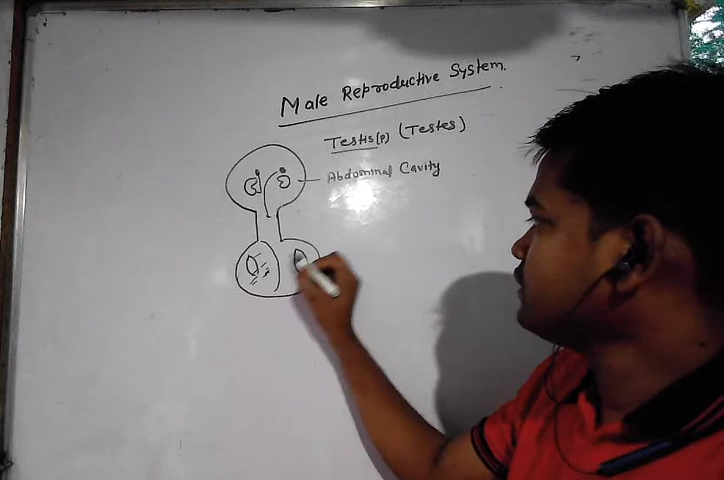 Male Reproductive System.
Testis (P) (Testes)
Abdominal Cavity